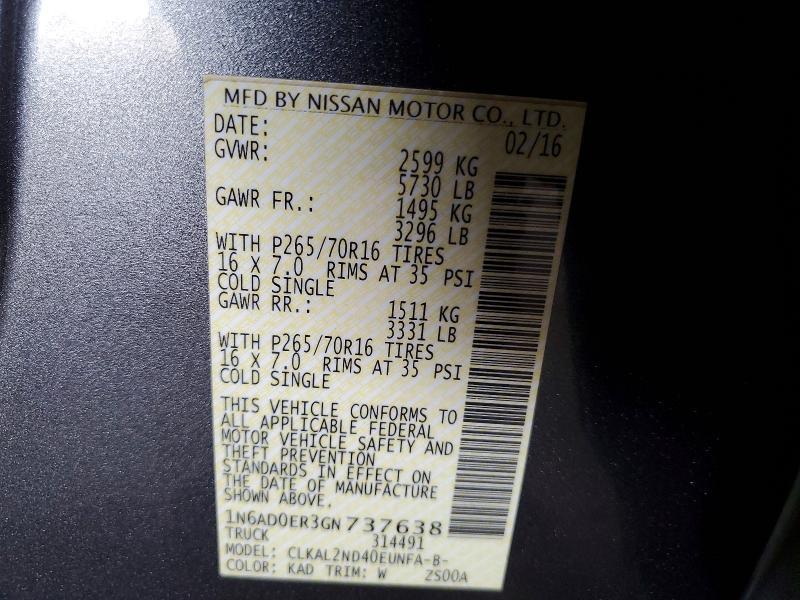 MFD BY NISSAN MOTOR CO., LTD.
DATE: 02/16
GVWR: 2599 KG
5730 LB
GAWR FR.: 1495 KG
3296 LB
WITH P265/70R16 TIRES
16 X 7.0 RIMS AT 35 PSI
COLD SINGLE
GAWR RR.: 1511 KG
3331 LB
WITH P265/70R16 TIRES
16 X 7.0 RIMS AT 35 PSI
COLD SINGLE
THIS VEHICLE CONFORMS TO
ALL APPLICABLE FEDERAL
MOTOR VEHICLE SAFETY AND
THEFT PREVENTION
STANDARDS IN EFFECT ON
THE DATE OF MANUFACTURE
SHOWN ABOVE.
1N6AD0ER3GN737638
TRUCK 314491
MODEL: CLKAL2ND40EUNFA-B-
COLOR: KAD TRIM: W ZS00A